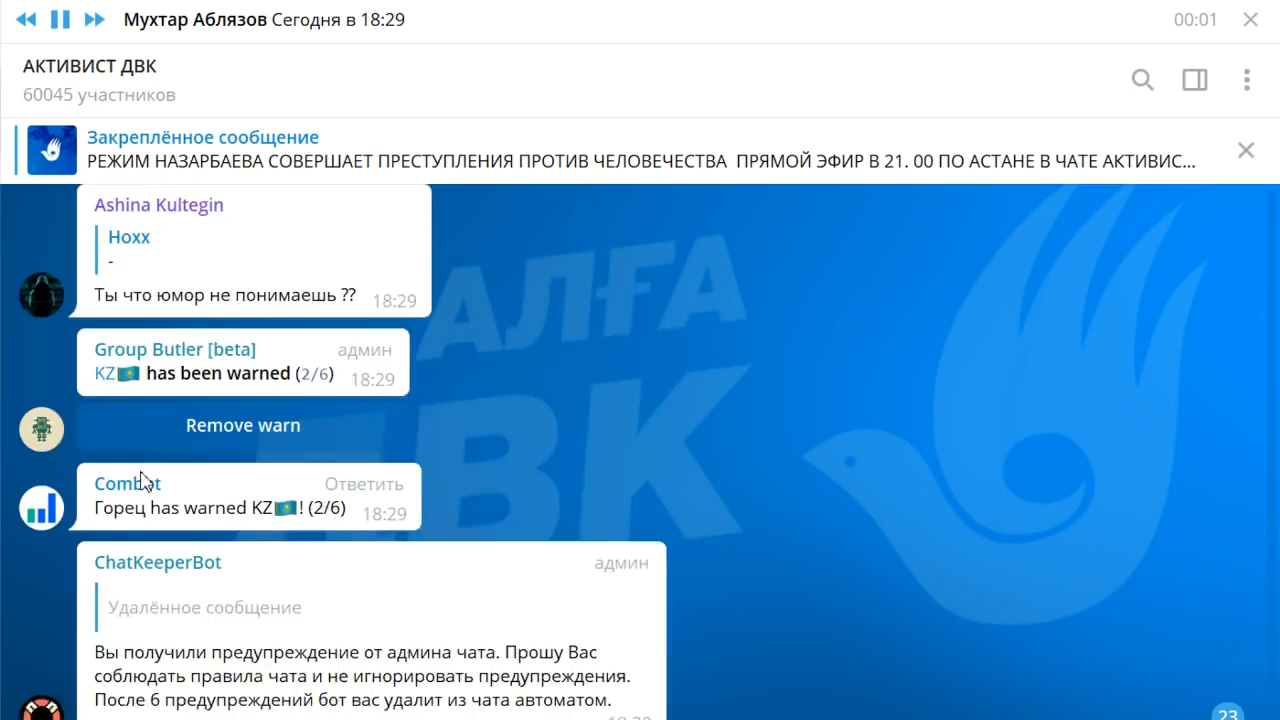 Мухтар Аблязов Сегодня в 18:29
00:01
АКТИВИСТ ДВК
60045 участников
Закреплённое сообщение
РЕЖИМ НАЗАРБАЕВА СОВЕРШАЕТ ПРЕСТУПЛЕНИЯ ПРОТИВ ЧЕЛОВЕЧЕСТВА ПРЯМОЙ ЭФИР В 21. 00 ПО АСТАНЕ В ЧАТЕ АКТИВИС...
Ashina Kultegin
Hoxx
-
Ты что юмор не понимаешь ??
18:29
АЛҒА
ДВК
Group Butler [beta] админ
KZ🇰🇿 has been warned (2/6)
18:29
Remove warn
Combot Ответить
Горец has warned KZ🇰🇿! (2/6)
18:29
ChatKeeperBot админ
Удалённое сообщение
Вы получили предупреждение от админа чата. Прошу Вас
соблюдать правила чата и не игнорировать предупреждения.
После 6 предупреждений бот вас удалит из чата автоматом.
23